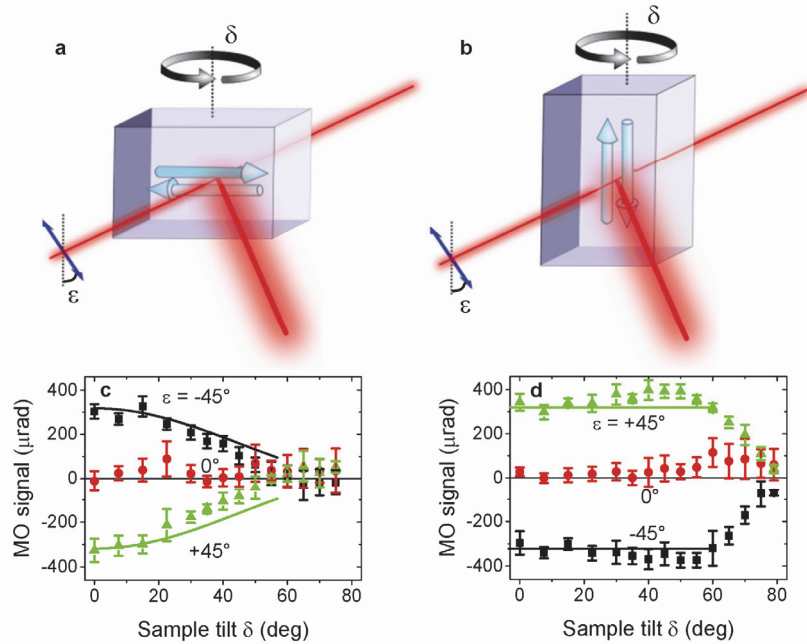 a
δ
ε
b
δ
ε
c
ε = -45°
0°
+45°
400
200
0
-200
-400
MO signal (μrad)
0 20 40 60 80
Sample tilt δ (deg)
d
ε = +45°
0°
-45°
400
200
0
-200
-400
MO signal (μrad)
0 20 40 60 80
Sample tilt δ (deg)